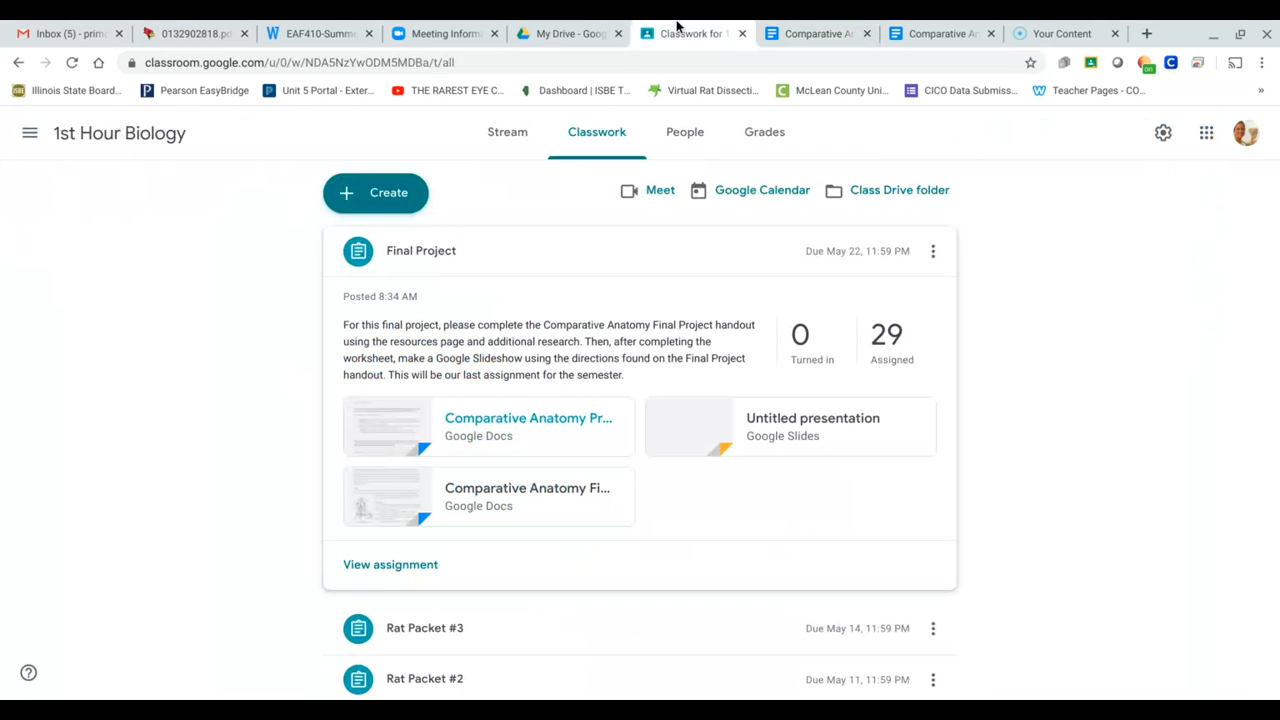 Inbox (5) - primc
0132902818.pd
EAF410-Summe
Meeting Informa
My Drive - Goog
Classwork for 1
Comparative An
Comparative An
Your Content
classroom.google.com/u/0/w/NDA5NzYwODM5MDBa/t/all
Illinois State Board...
Pearson EasyBridge
Unit 5 Portal - Exter...
THE RAREST EYE C...
Dashboard | ISBE T...
Virtual Rat Dissecti...
McLean County Uni...
CICO Data Submiss...
Teacher Pages - CO...
»
1st Hour Biology
Stream
Classwork
People
Grades
Create
Meet
Google Calendar
Class Drive folder
Final Project
Due May 22, 11:59 PM
Posted 8:34 AM
For this final project, please complete the Comparative Anatomy Final Project handout
using the resources page and additional research. Then, after completing the
worksheet, make a Google Slideshow using the directions found on the Final Project
handout. This will be our last assignment for the semester.
0
Turned in
29
Assigned
Comparative Anatomy Pr...
Google Docs
Untitled presentation
Google Slides
Comparative Anatomy Fi...
Google Docs
View assignment
Rat Packet #3
Due May 14, 11:59 PM
Rat Packet #2
Due May 11, 11:59 PM